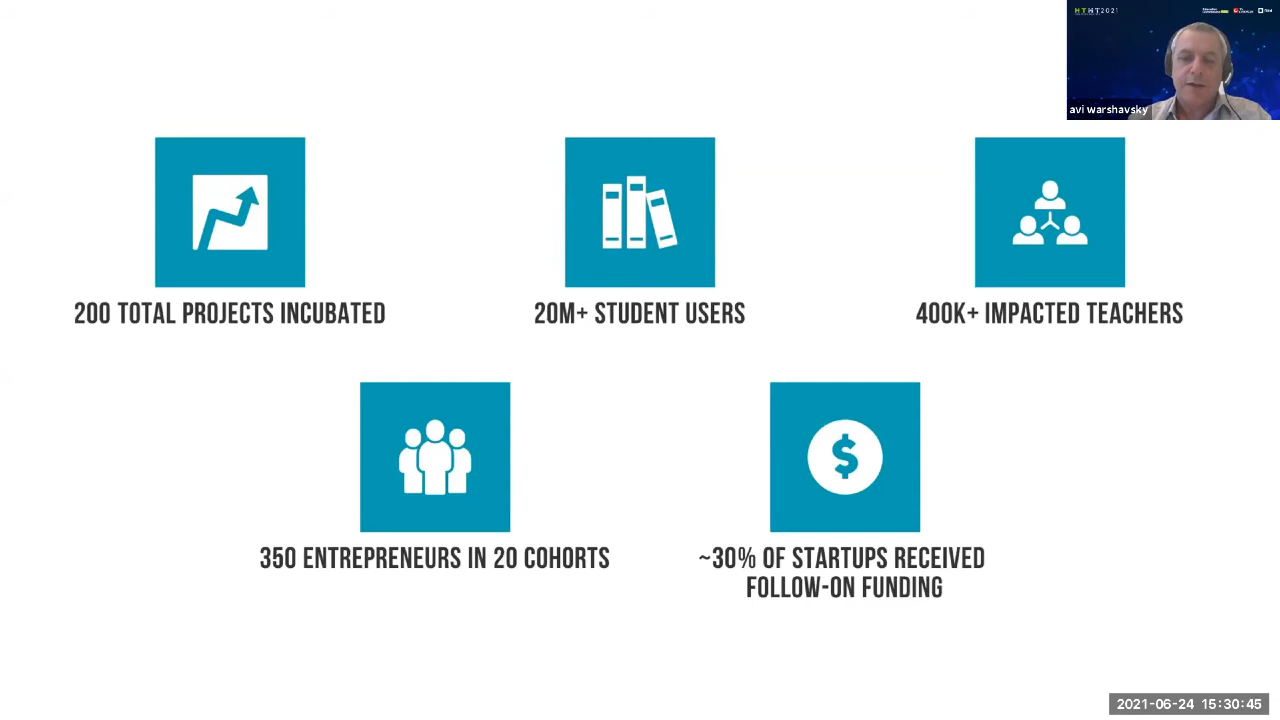 HTHT2021
avi warshavsky
200 TOTAL PROJECTS INCUBATED
20M+ STUDENT USERS
400K+ IMPACTED TEACHERS
350 ENTREPRENEURS IN 20 COHORTS
~30% OF STARTUPS RECEIVED
FOLLOW-ON FUNDING
2021-06-24 15:30:45